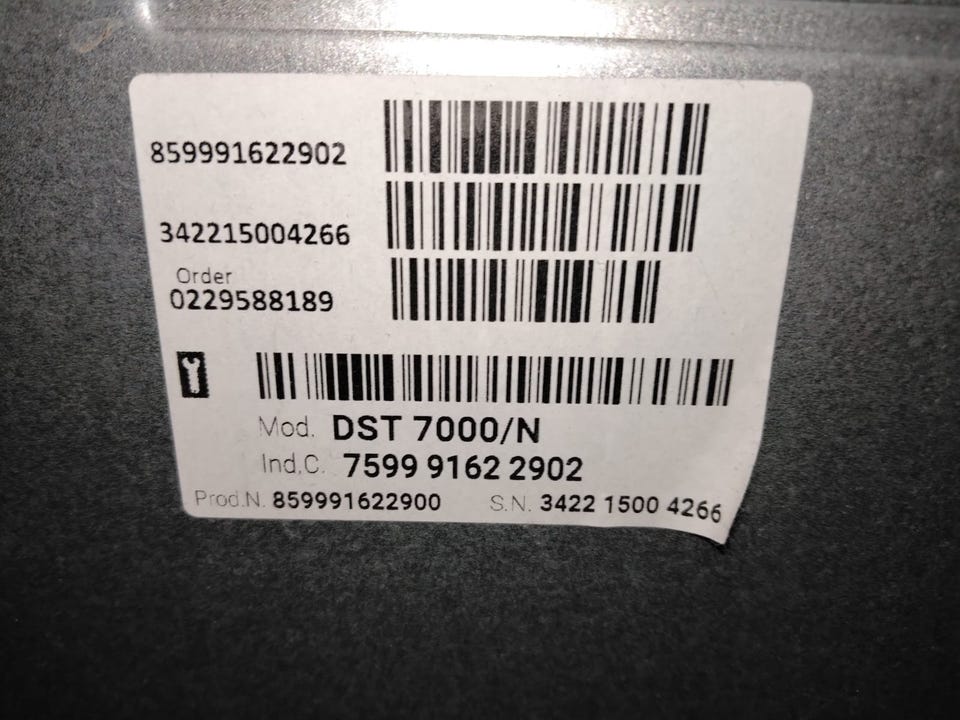 859991622902
342215004266
Order
0229588189
Mod. DST 7000/N
Ind.C. 7599 9162 2902
Prod.N. 859991622900 S.N. 3422 1500 4266